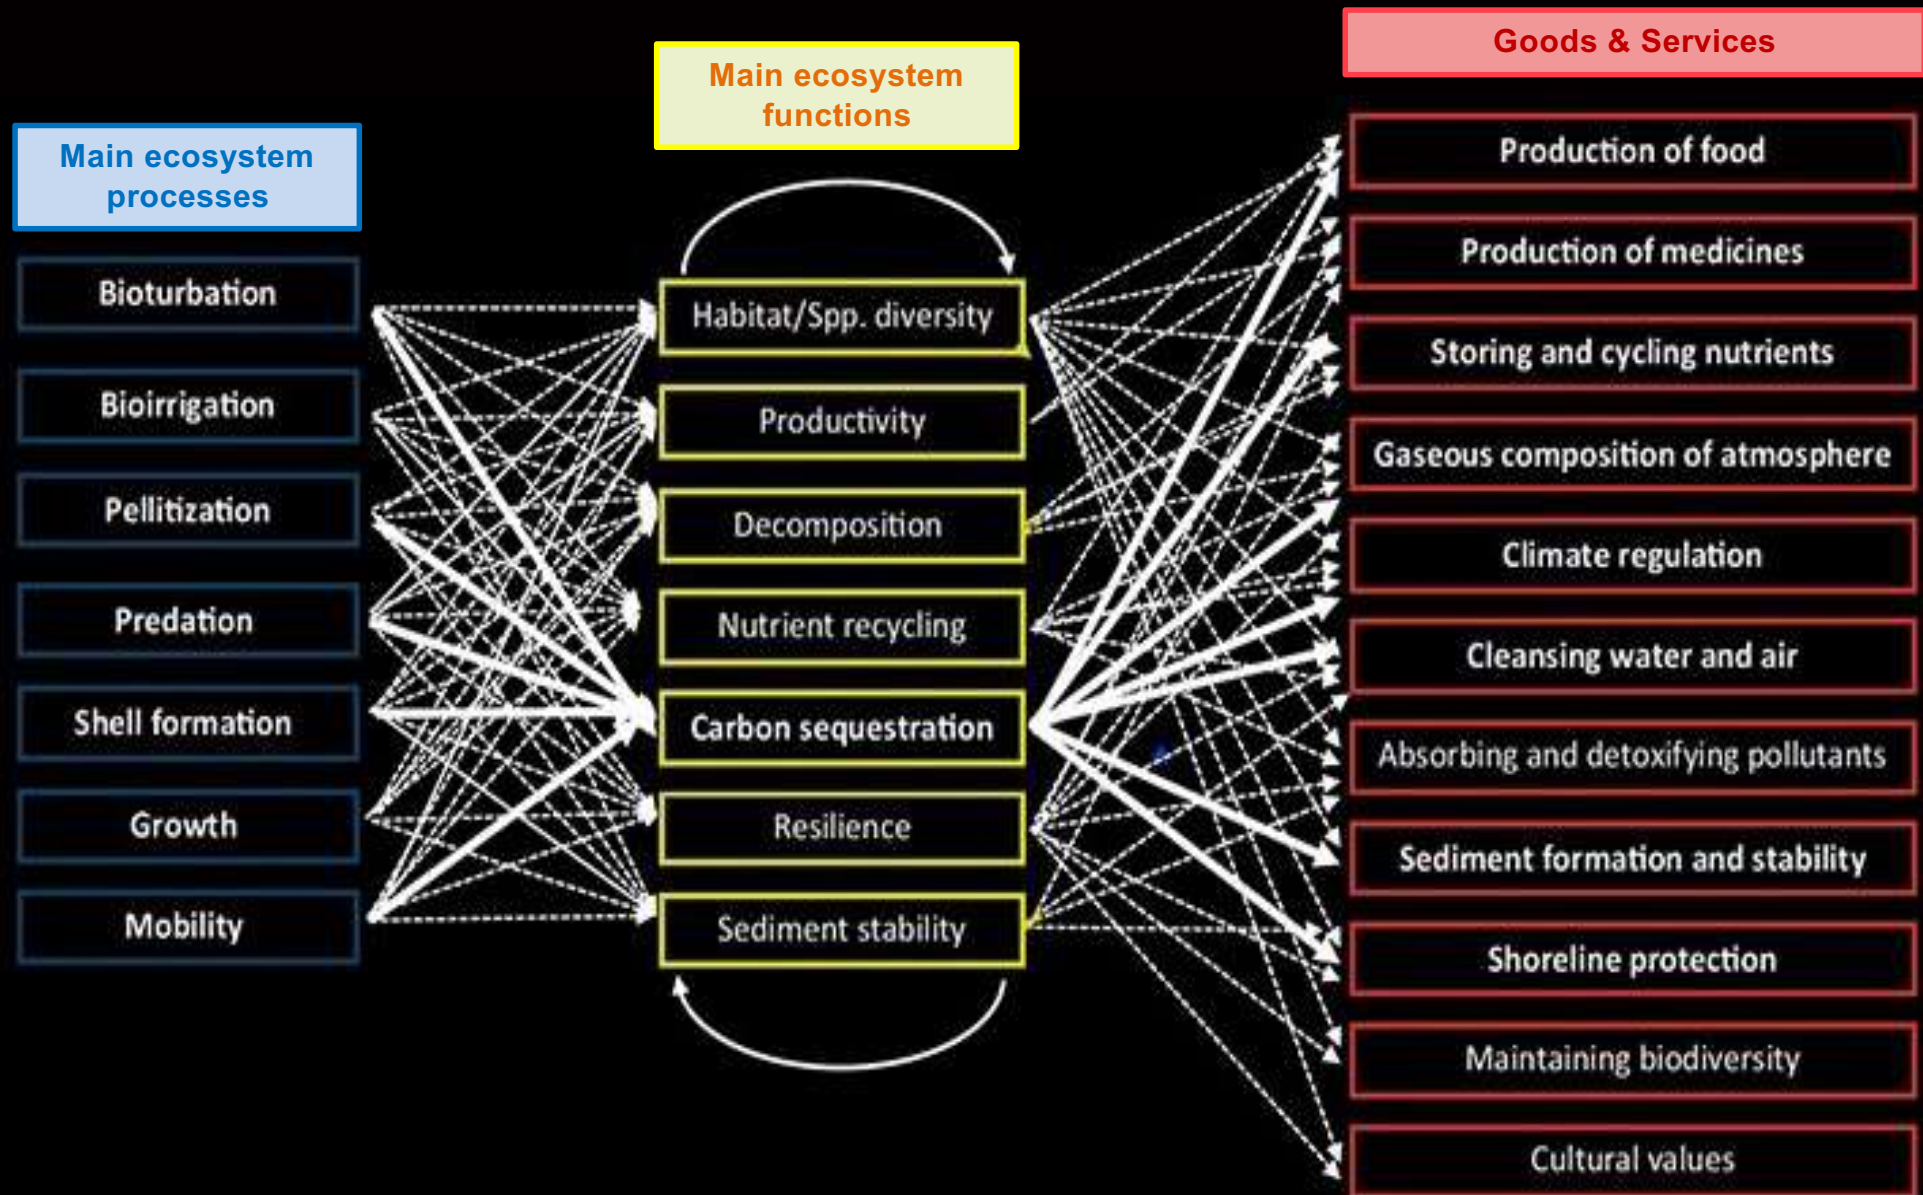 Main ecosystem
processes
Bioturbation
Bioirrigation
Pellitization
Predation
Shell formation
Growth
Mobility
Main ecosystem
functions
Habitat/Spp. diversity
Productivity
Decomposition
Nutrient recycling
Carbon sequestration
Resilience
Sediment stability
Goods & Services
Production of food
Production of medicines
Storing and cycling nutrients
Gaseous composition of atmosphere
Climate regulation
Cleansing water and air
Absorbing and detoxifying pollutants
Sediment formation and stability
Shoreline protection
Maintaining biodiversity
Cultural values